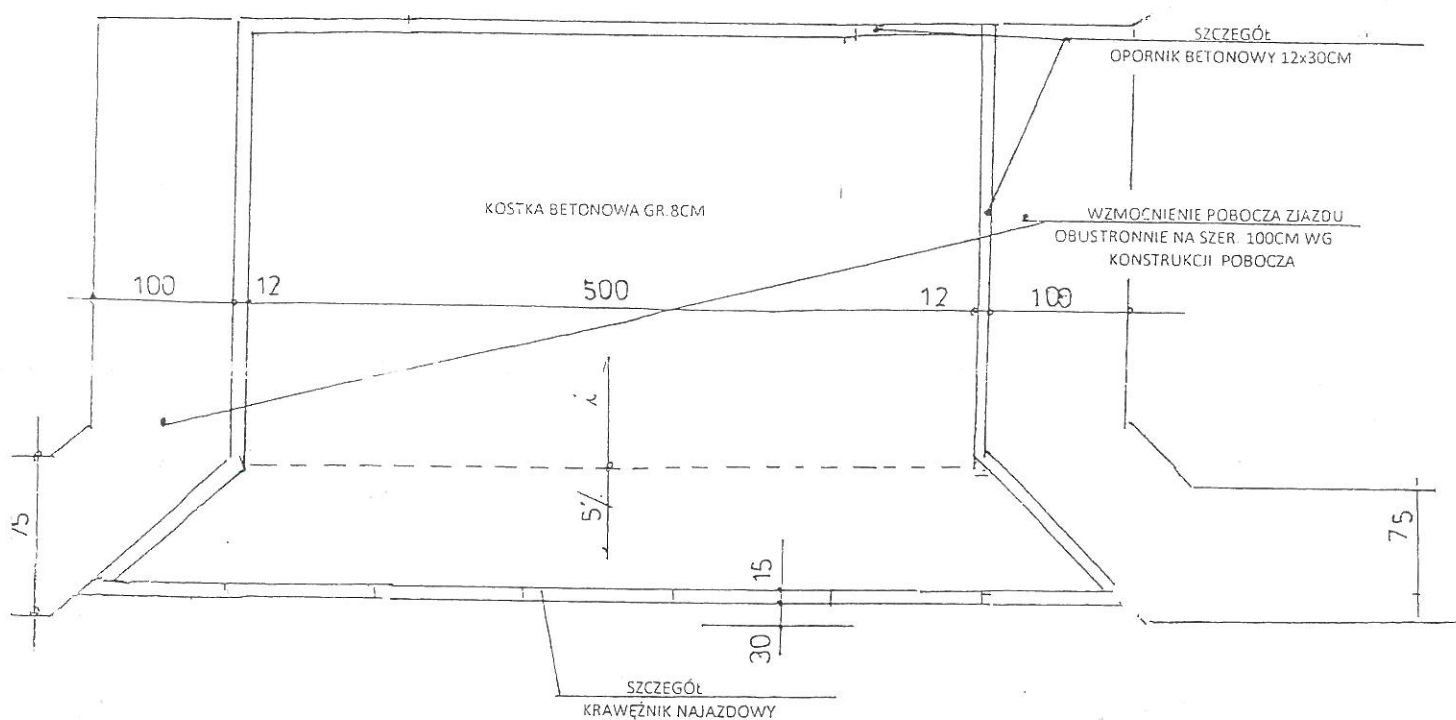 SZCZEGÓŁ
OPORNIK BETONOWY 12x30CM
KOSTKA BETONOWA GR.8CM
WZMOCNIENIE POBOCZA ZJAZDU
OBUSTRONNIE NA SZER. 100CM WG
KONSTRUKCJI POBOCZA
100 12 500 12 100
i
5%
75
75
15
30
SZCZEGÓŁ
KRAWĘŻNIK NAJAZDOWY